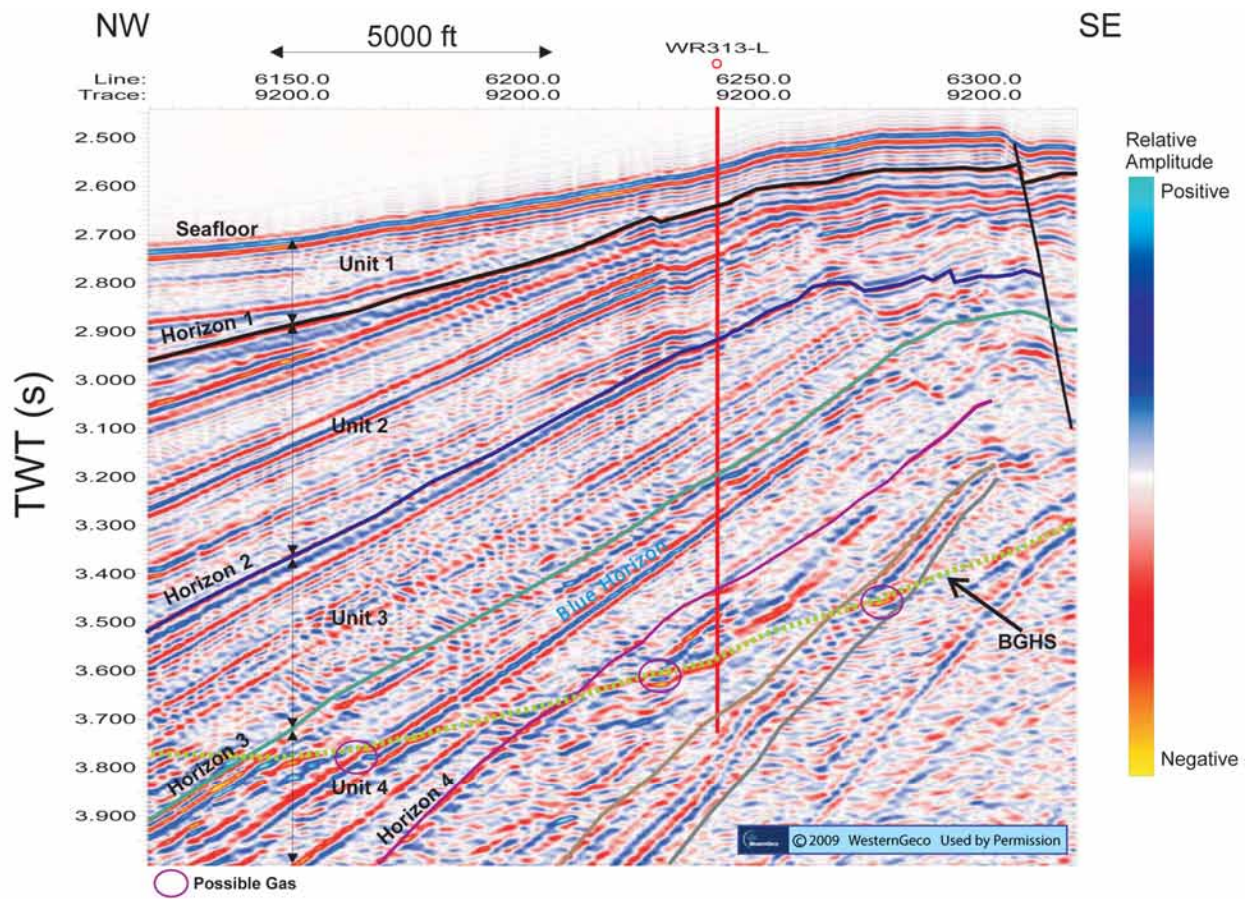 NW
SE
5000 ft
WR313-L
Line: 6150.0 6200.0 6250.0 6300.0
Trace: 9200.0 9200.0 9200.0 9200.0
TWT (s)
2.500
2.600
2.700
2.800
2.900
3.000
3.100
3.200
3.300
3.400
3.500
3.600
3.700
3.800
3.900
Seafloor
Unit 1
Horizon 1
Unit 2
Horizon 2
Unit 3
Blue Horizon
BGHS
Horizon 3
Unit 4
Horizon 4
Relative
Amplitude
Positive
Negative
WesternGeco
© 2009 WesternGeco Used by Permission
Possible Gas